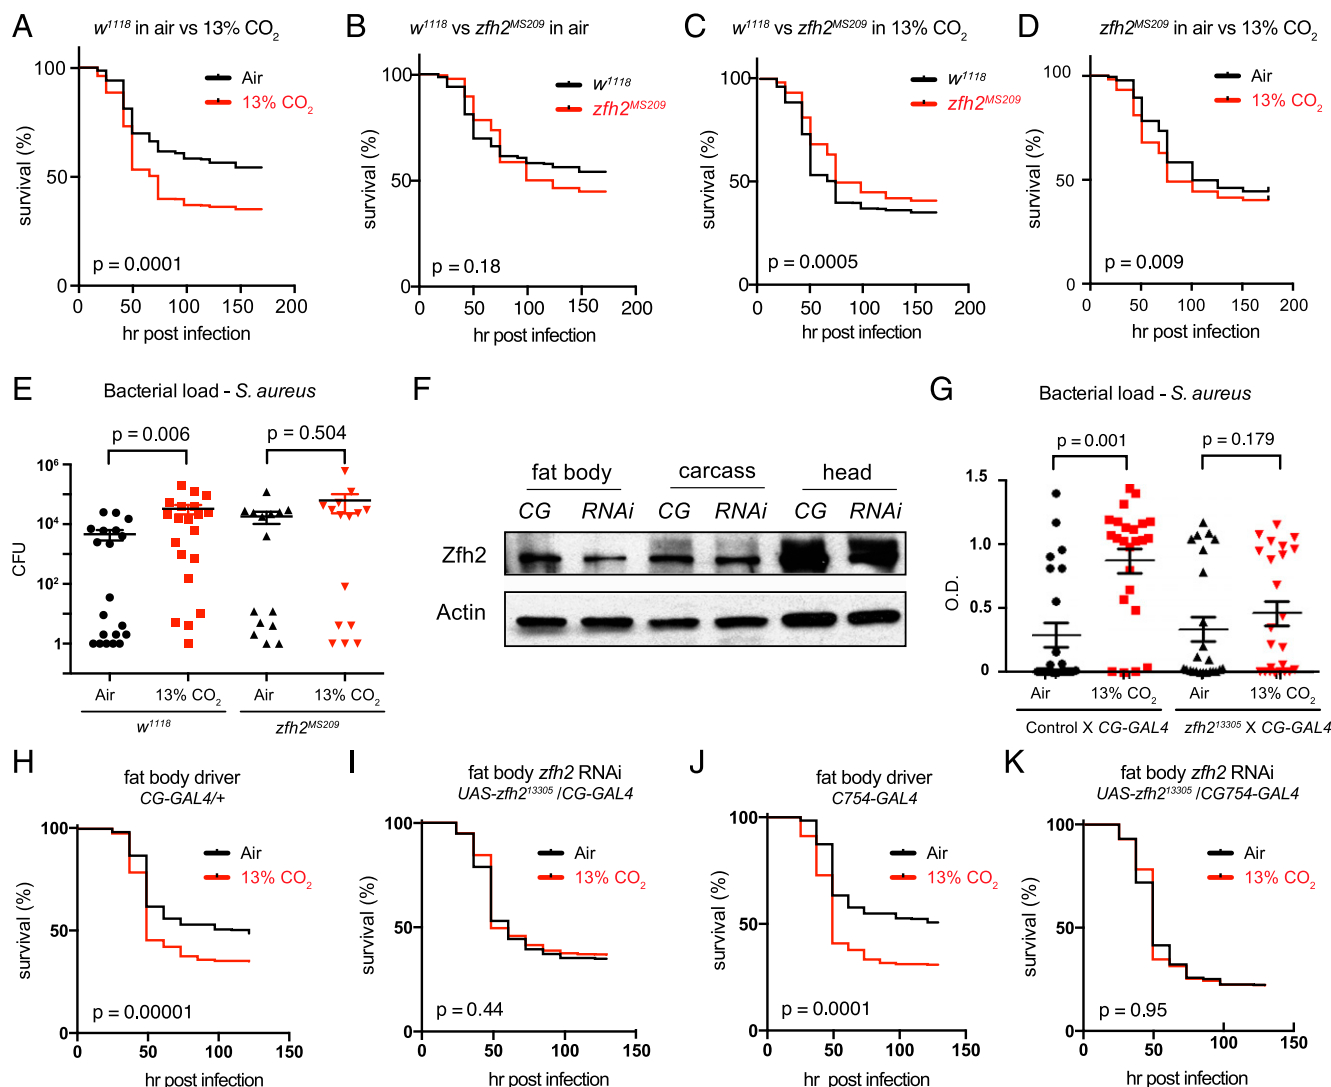 A
w1118 in air vs 13% CO2
survival (%)
100
50
0
0 50 100 150 200
Air
13% CO2
p = 0.0001
hr post infection
B
w1118 vs zfh2MS209 in air
survival (%)
100
50
0
0 50 100 150 200
w1118
zfh2MS209
p = 0.18
hr post infection
C
w1118 vs zfh2MS209 in 13% CO2
survival (%)
100
50
0
0 50 100 150 200
w1118
zfh2MS209
p = 0.0005
hr post infection
D
zfh2MS209 in air vs 13% CO2
survival (%)
100
50
0
0 50 100 150 200
Air
13% CO2
p = 0.009
hr post infection
E
Bacterial load - S. aureus
p = 0.006
p = 0.504
CFU
10^6
10^4
10^2
1
Air 13% CO2 Air 13% CO2
w1118 zfh2MS209
F
fat body carcass head
CG RNAi CG RNAi CG RNAi
Zfh2
Actin
G
Bacterial load - S. aureus
p = 0.001
p = 0.179
O.D.
1.5
1.0
0.5
0
Air 13% CO2 Air 13% CO2
Control X CG-GAL4 zfh213305 X CG-GAL4
H
fat body driver
CG-GAL4/+
survival (%)
100
50
0
0 50 100 150
Air
13% CO2
p = 0.00001
hr post infection
I
fat body zfh2 RNAi
UAS-zfh213305 /CG-GAL4
survival (%)
100
50
0
0 50 100 150
Air
13% CO2
p = 0.44
hr post infection
J
fat body driver
C754-GAL4
survival (%)
100
50
0
0 50 100 150
Air
13% CO2
p = 0.0001
hr post infection
K
fat body zfh2 RNAi
UAS-zfh213305 /CG754-GAL4
survival (%)
100
50
0
0 50 100 150
Air
13% CO2
p = 0.95
hr post infection